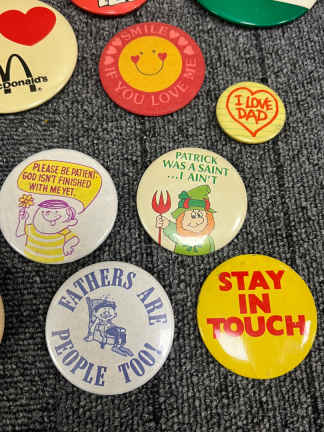 McDonald's
SMILE
IF YOU LOVE ME
I LOVE
DAD
PLEASE BE PATIENT-
GOD ISN'T FINISHED
WITH ME YET.
PATRICK
WAS A SAINT
...I AIN'T
FATHERS ARE
PEOPLE TOO!
STAY
IN
TOUCH